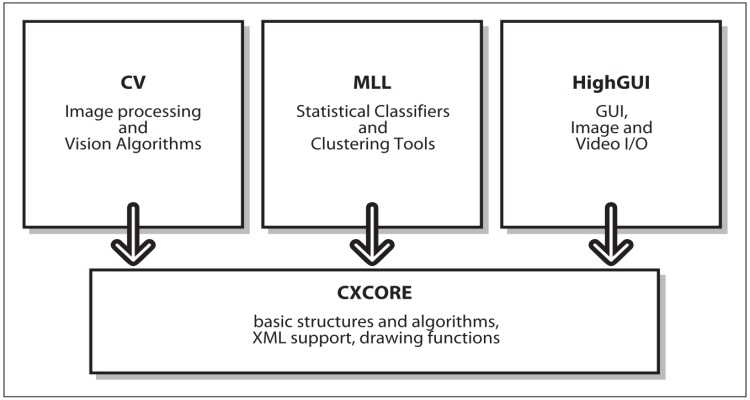 CV
Image processing
and
Vision Algorithms
MLL
Statistical Classifiers
and
Clustering Tools
HighGUI
GUI,
Image and
Video I/O
CXCORE
basic structures and algorithms,
XML support, drawing functions